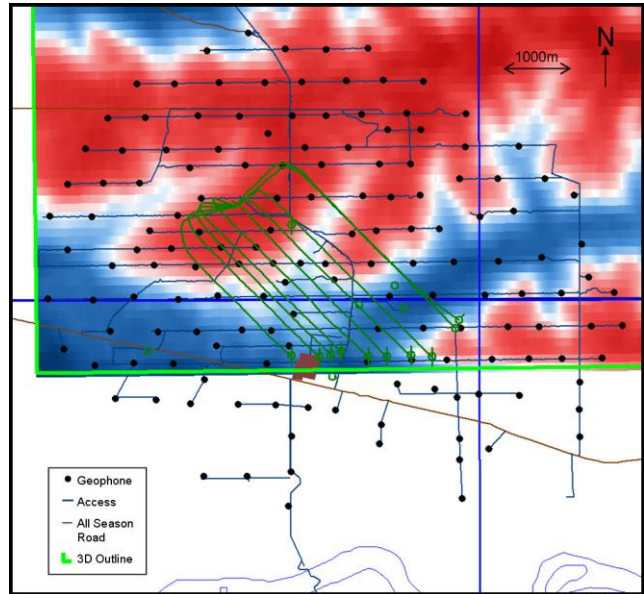 1000m
N
Geophone
Access
All Season
Road
3D Outline